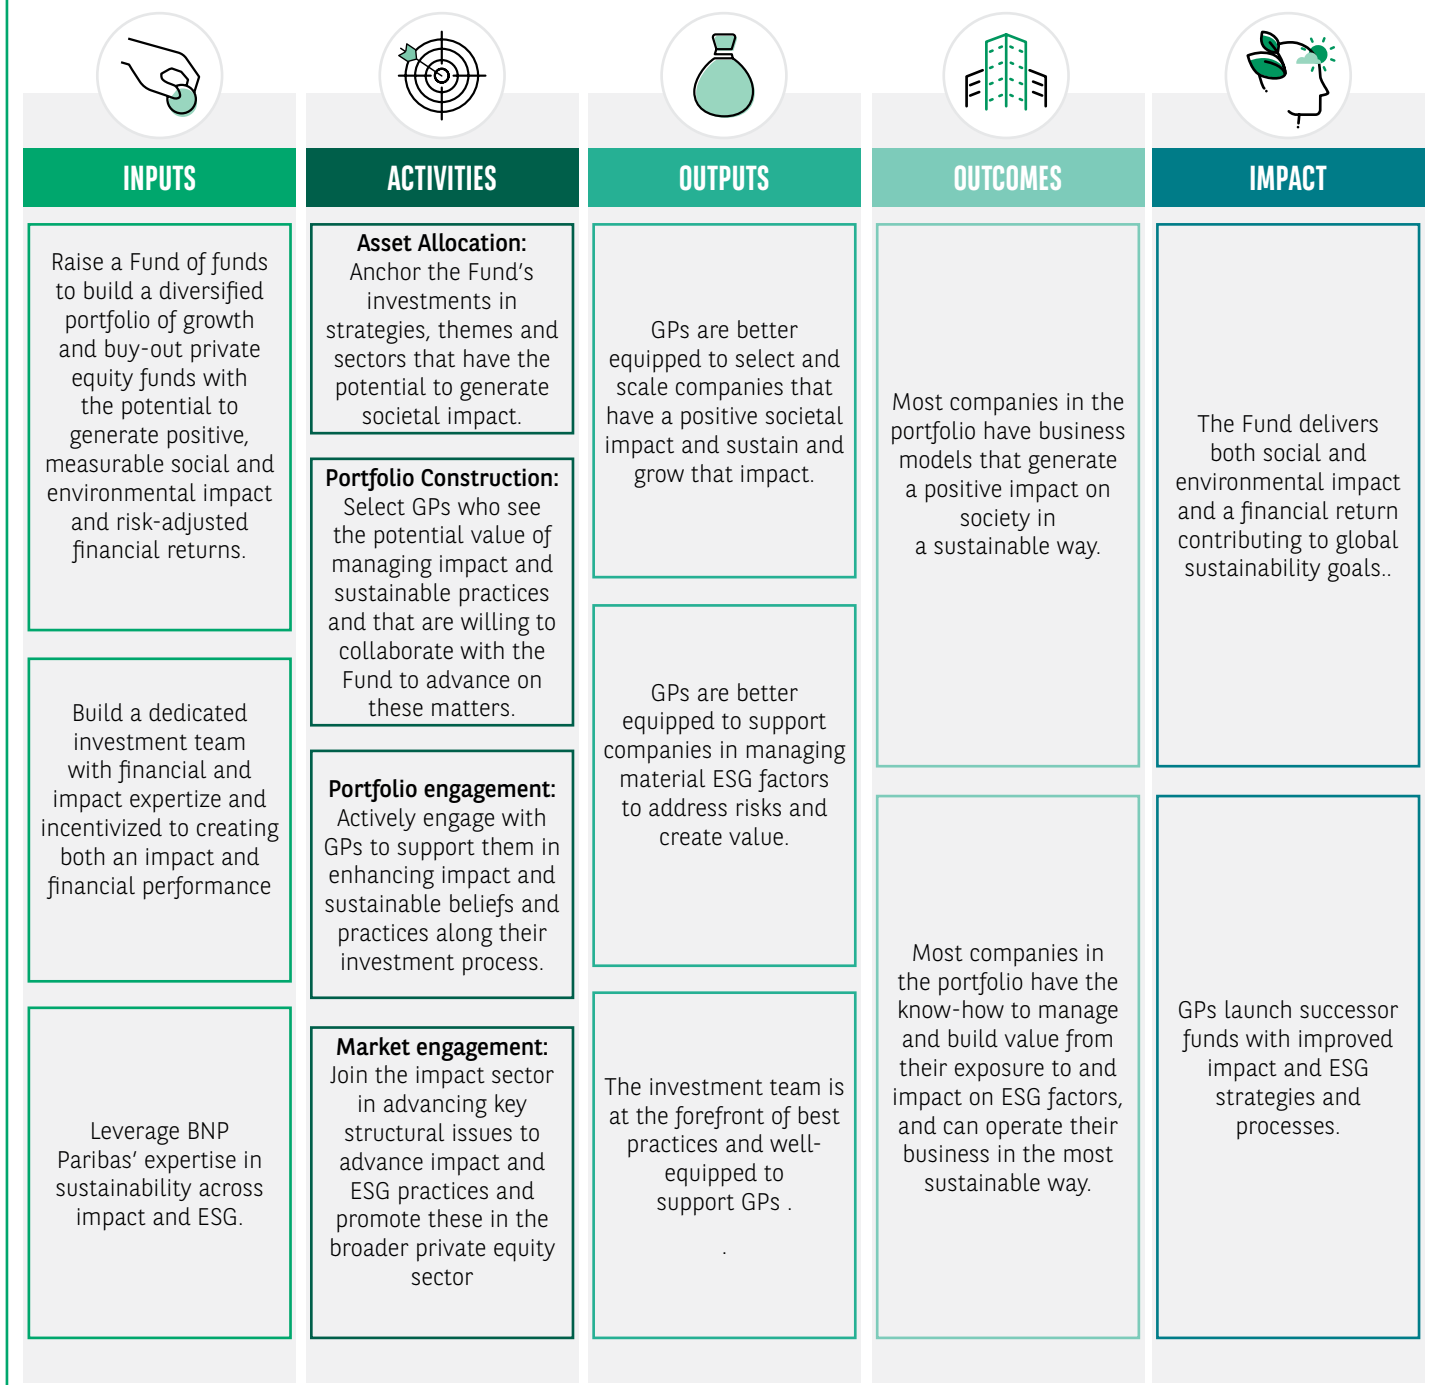 INPUTS
Raise a Fund of funds
to build a diversified
portfolio of growth
and buy-out private
equity funds with
the potential to
generate positive,
measurable social and
environmental impact
and risk-adjusted
financial returns.
Build a dedicated
investment team
with financial and
impact expertize and
incentivized to creating
both an impact and
financial performance
Leverage BNP
Paribas’ expertise in
sustainability across
impact and ESG.
ACTIVITIES
Asset Allocation:
Anchor the Fund’s
investments in
strategies, themes and
sectors that have the
potential to generate
societal impact.
Portfolio Construction:
Select GPs who see
the potential value of
managing impact and
sustainable practices
and that are willing to
collaborate with the
Fund to advance on
these matters.
Portfolio engagement:
Actively engage with
GPs to support them in
enhancing impact and
sustainable beliefs and
practices along their
investment process.
Market engagement:
Join the impact sector
in advancing key
structural issues to
advance impact and
ESG practices and
promote these in the
broader private equity
sector
OUTPUTS
GPs are better
equipped to select and
scale companies that
have a positive societal
impact and sustain and
grow that impact.
GPs are better
equipped to support
companies in managing
material ESG factors
to address risks and
create value.
The investment team is
at the forefront of best
practices and well-
equipped to
support GPs .
.
OUTCOMES
Most companies in the
portfolio have business
models that generate
a positive impact on
society in
a sustainable way.
Most companies in
the portfolio have the
know-how to manage
and build value from
their exposure to and
impact on ESG factors,
and can operate their
business in the most
sustainable way.
IMPACT
The Fund delivers
both social and
environmental impact
and a financial return
contributing to global
sustainability goals..
GPs launch successor
funds with improved
impact and ESG
strategies and
processes.